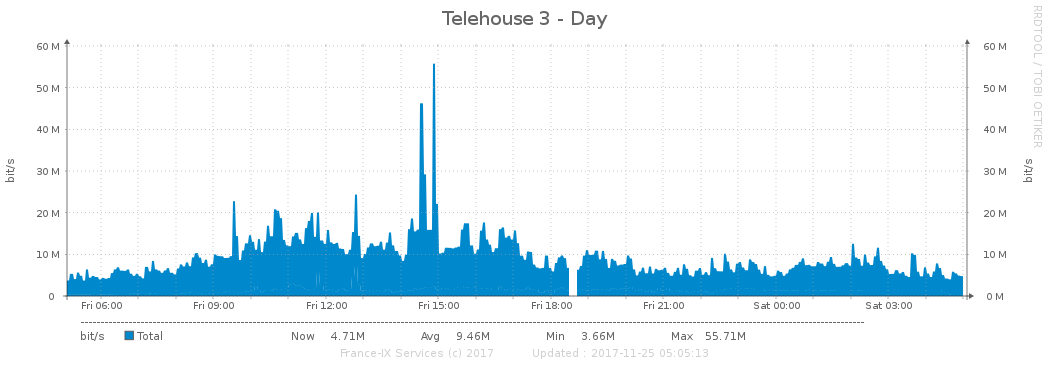 Telehouse 3 - Day
RRDTOOL / TOBI OETIKER
60 M 60 M
50 M 50 M
40 M 40 M
30 M 30 M
20 M 20 M
10 M 10 M
0 0 M
bit/s bit/s
Fri 06:00 Fri 09:00 Fri 12:00 Fri 15:00 Fri 18:00 Fri 21:00 Sat 00:00 Sat 03:00
bit/s Total Now 4.71M Avg 9.46M Min 3.66M Max 55.71M
France-IX Services (c) 2017 Updated : 2017-11-25 05:05:13